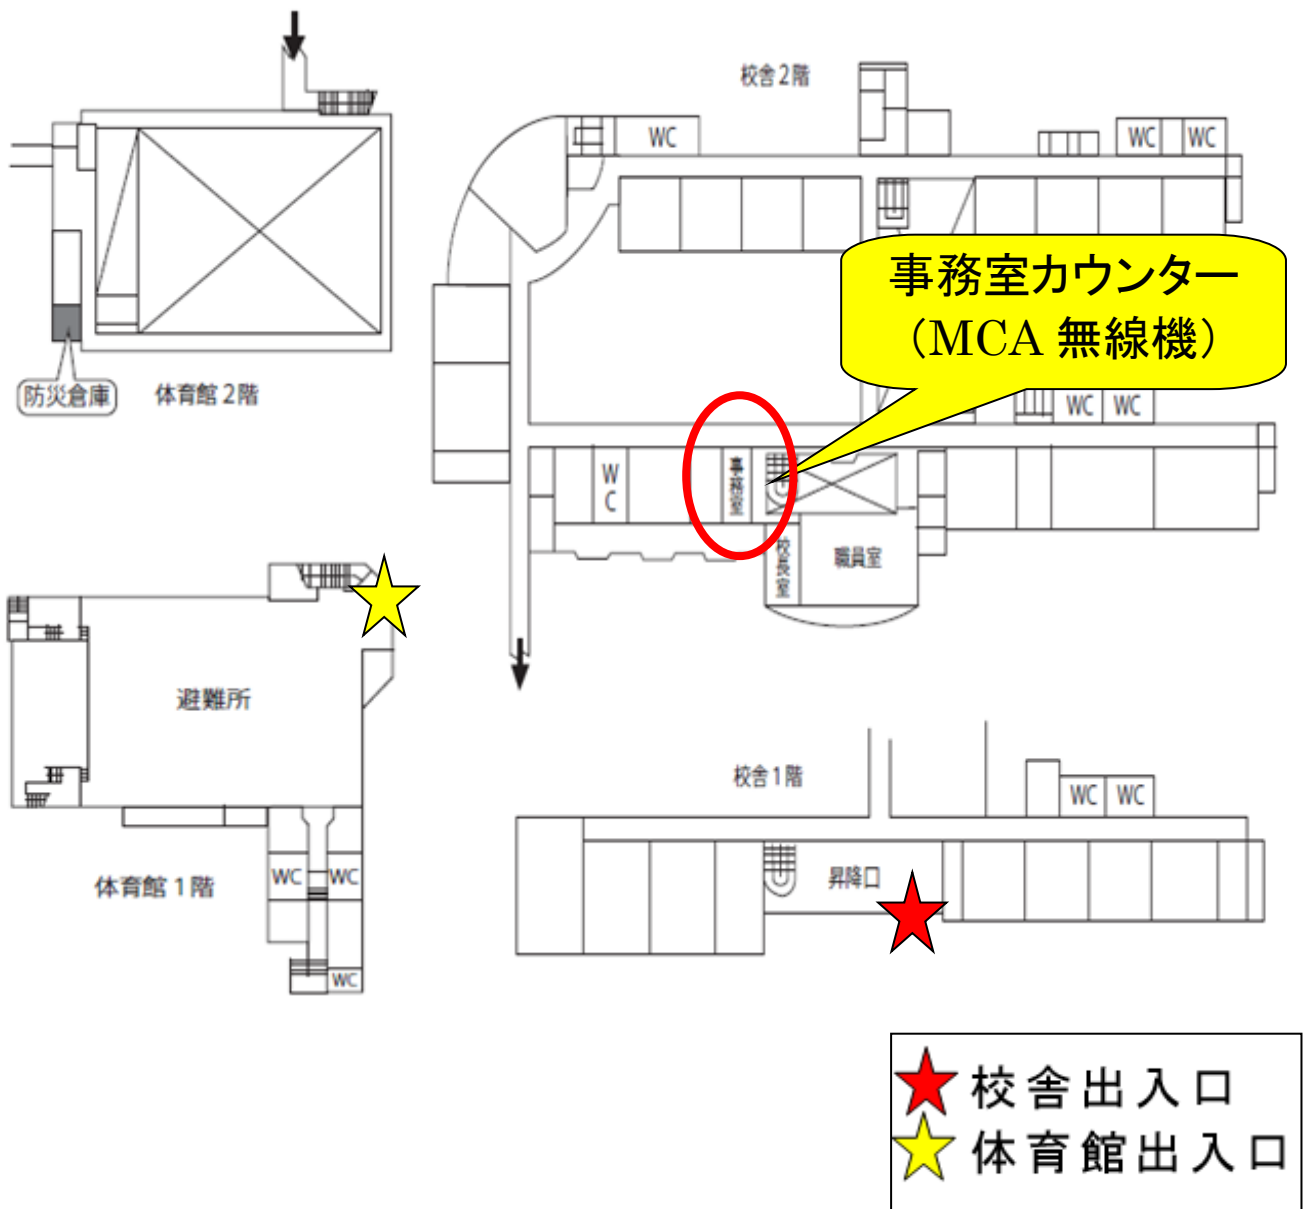 校舎2階
WC
WC
WC
事務室カウンター
（MCA 無線機）
防災倉庫
体育館2階
WC
WC
WC
事務室
校長室
職員室
避難所
校舎1階
WC
WC
体育館1階
WC
WC
昇降口
WC
校舎出入口
体育館出入口